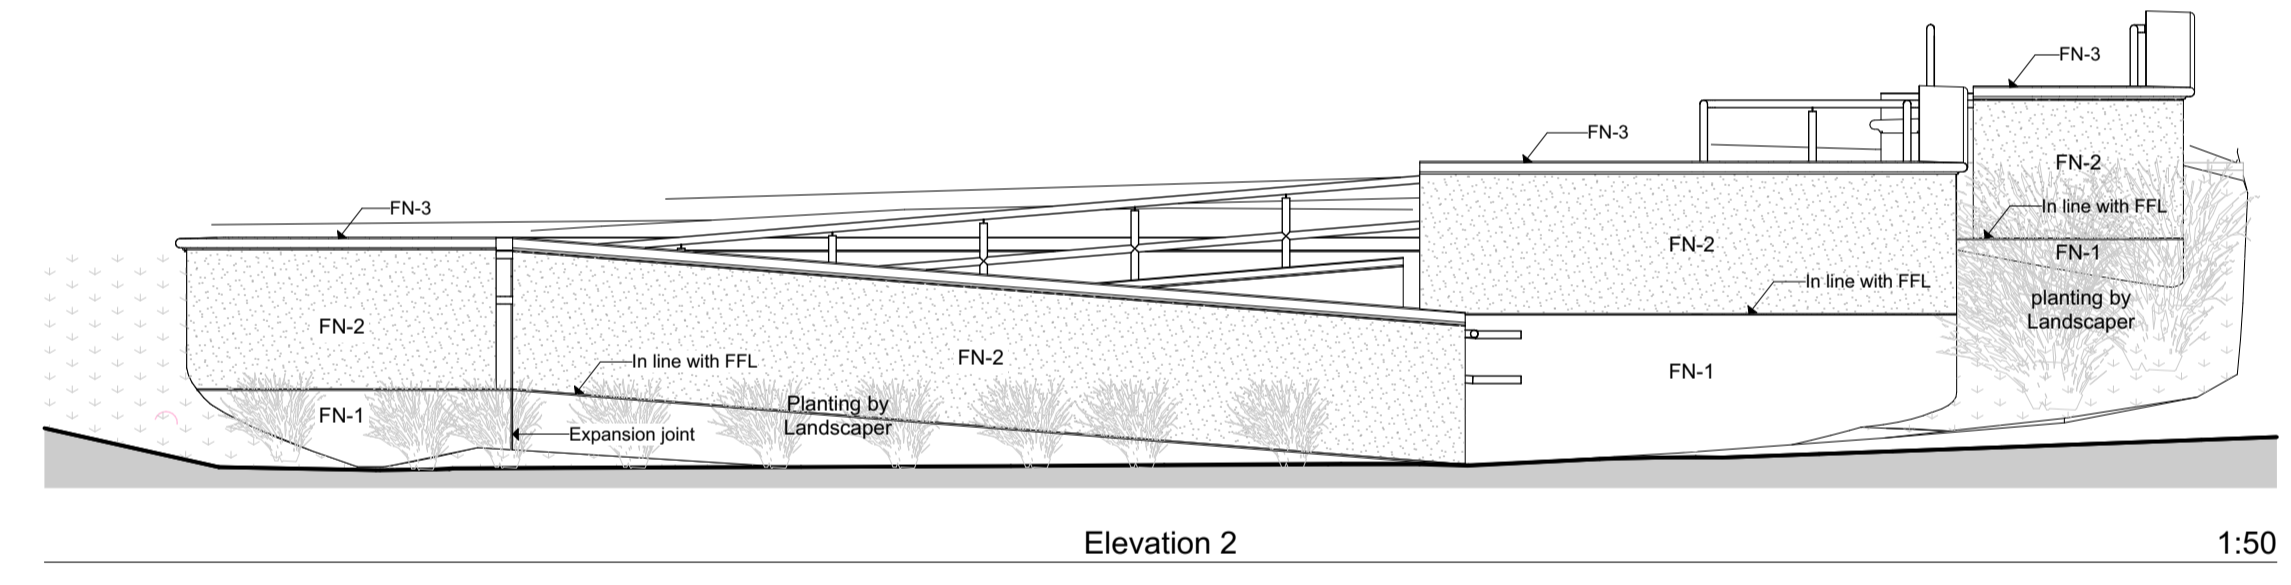 FN-3
FN-3
FN-3
FN-2
In line with FFL
FN-1
planting by
Landscaper
FN-2
In line with FFL
FN-1
FN-2
FN-1
In line with FFL
FN-2
Planting by
Landscaper
Expansion joint
Elevation 2
1:50